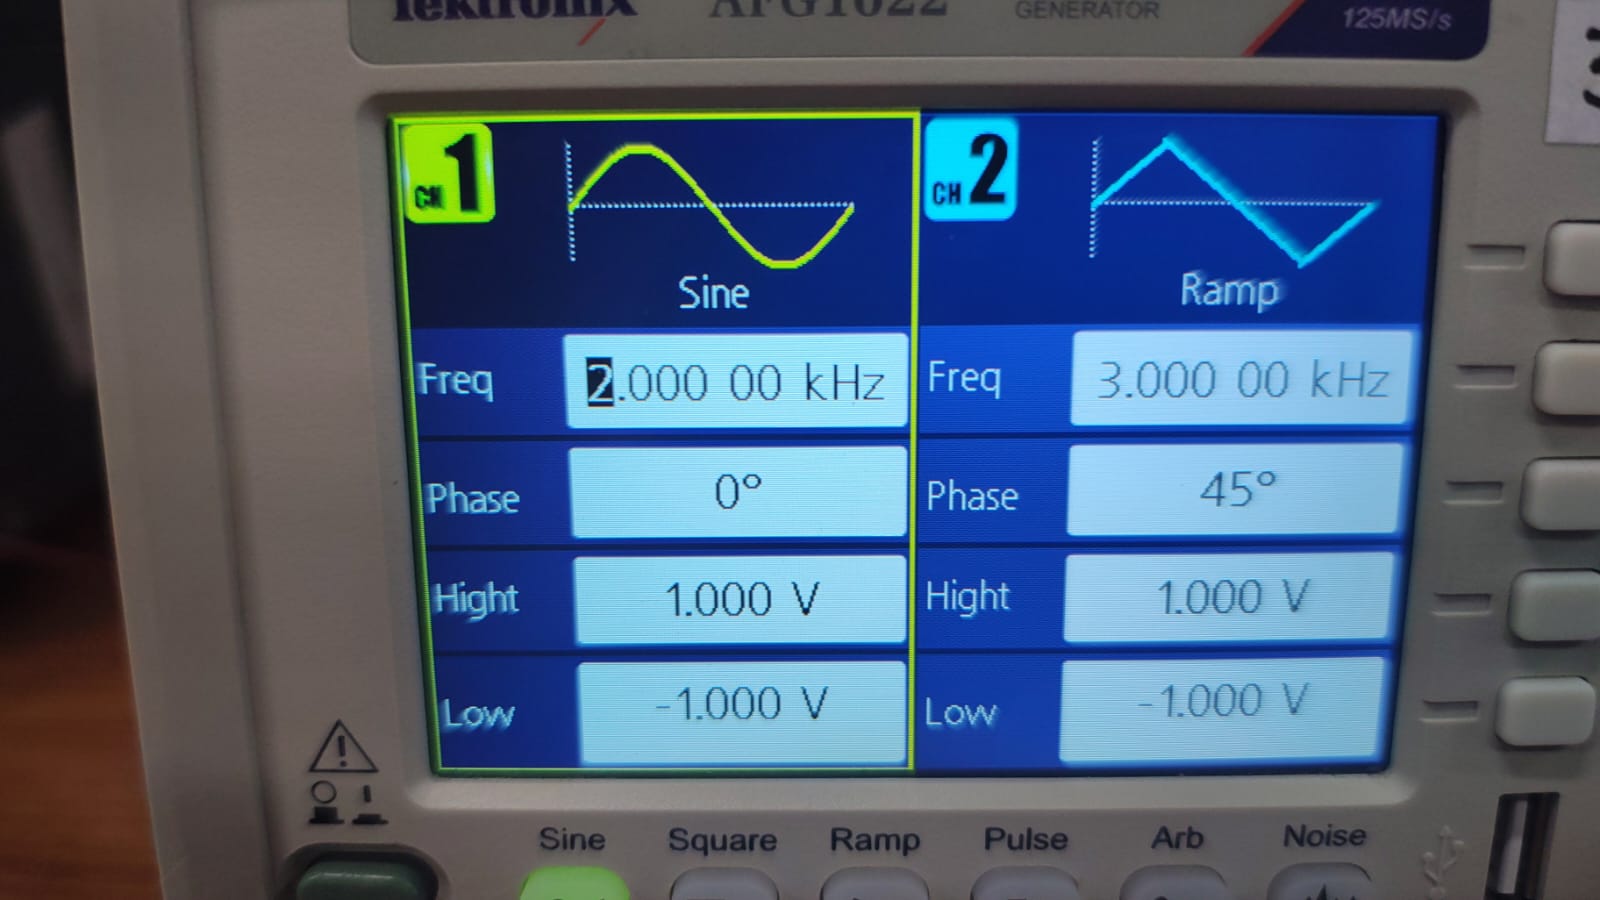 Tektronix AFG1022 GENERATOR 125MS/s
CH 1
CH 2
Sine
Ramp
Freq 2.000 00 kHz
Freq 3.000 00 kHz
Phase 0°
Phase 45°
Hight 1.000 V
Hight 1.000 V
Low -1.000 V
Low -1.000 V
Sine Square Ramp Pulse Arb Noise